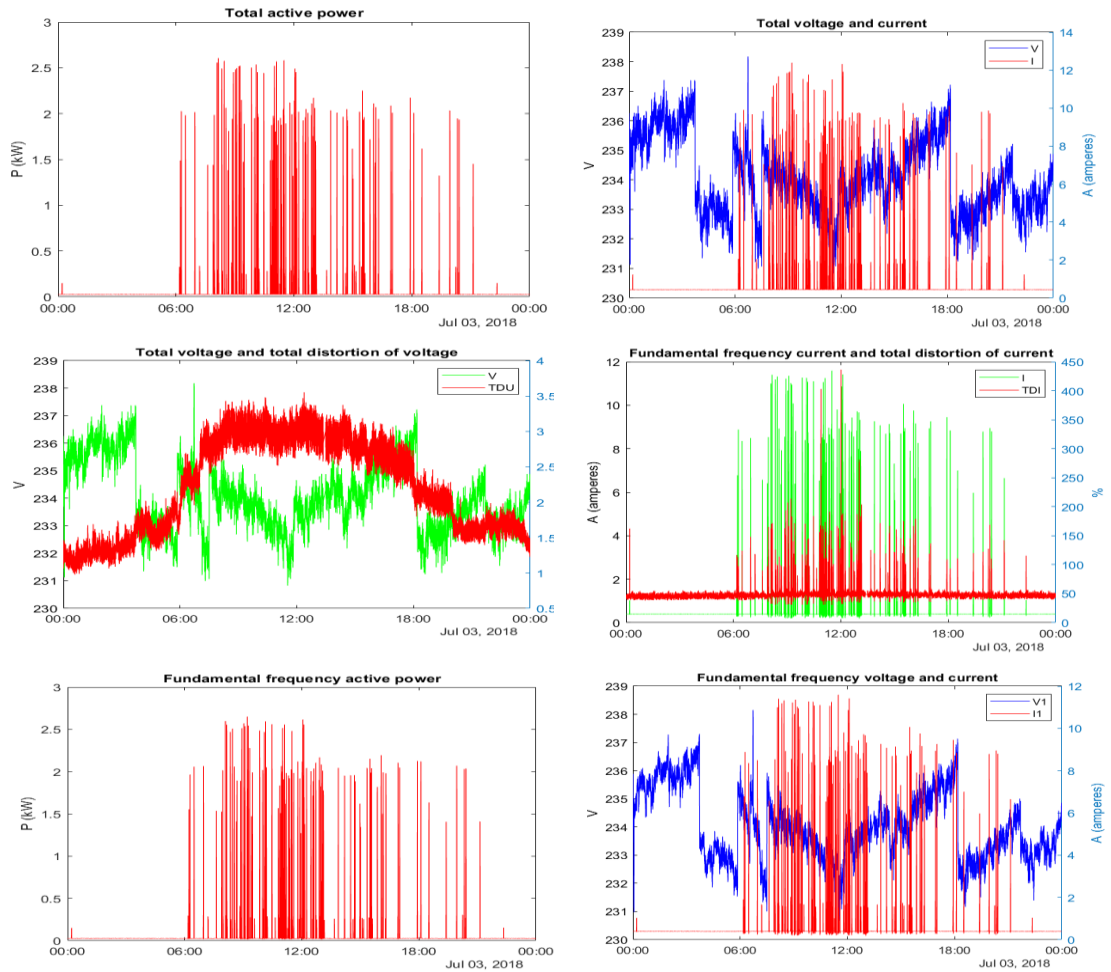 Total active power
3
2.5
2
1.5
1
0.5
0
P (kW)
00:00 06:00 12:00 18:00 00:00
Jul 03, 2018
Total voltage and current
239
238
237
236
235
234
233
232
231
230
V
14
12
10
8
6
4
2
0
A (amperes)
V
I
00:00 06:00 12:00 18:00 00:00
Jul 03, 2018
Total voltage and total distortion of voltage
239
238
237
236
235
234
233
232
231
230
V
4
3.5
3
2.5
2
1.5
1
0.5
V
TDU
00:00 06:00 12:00 18:00 00:00
Jul 03, 2018
Fundamental frequency current and total distortion of current
12
10
8
6
4
2
0
A (amperes)
450
400
350
300
250
200
150
100
50
0
%
I
TDI
00:00 06:00 12:00 18:00 00:00
Jul 03, 2018
Fundamental frequency active power
3
2.5
2
1.5
1
0.5
0
P (kW)
00:00 06:00 12:00 18:00 00:00
Jul 03, 2018
Fundamental frequency voltage and current
239
238
237
236
235
234
233
232
231
230
V
12
10
8
6
4
2
0
A (amperes)
V1
I1
00:00 06:00 12:00 18:00 00:00
Jul 03, 2018